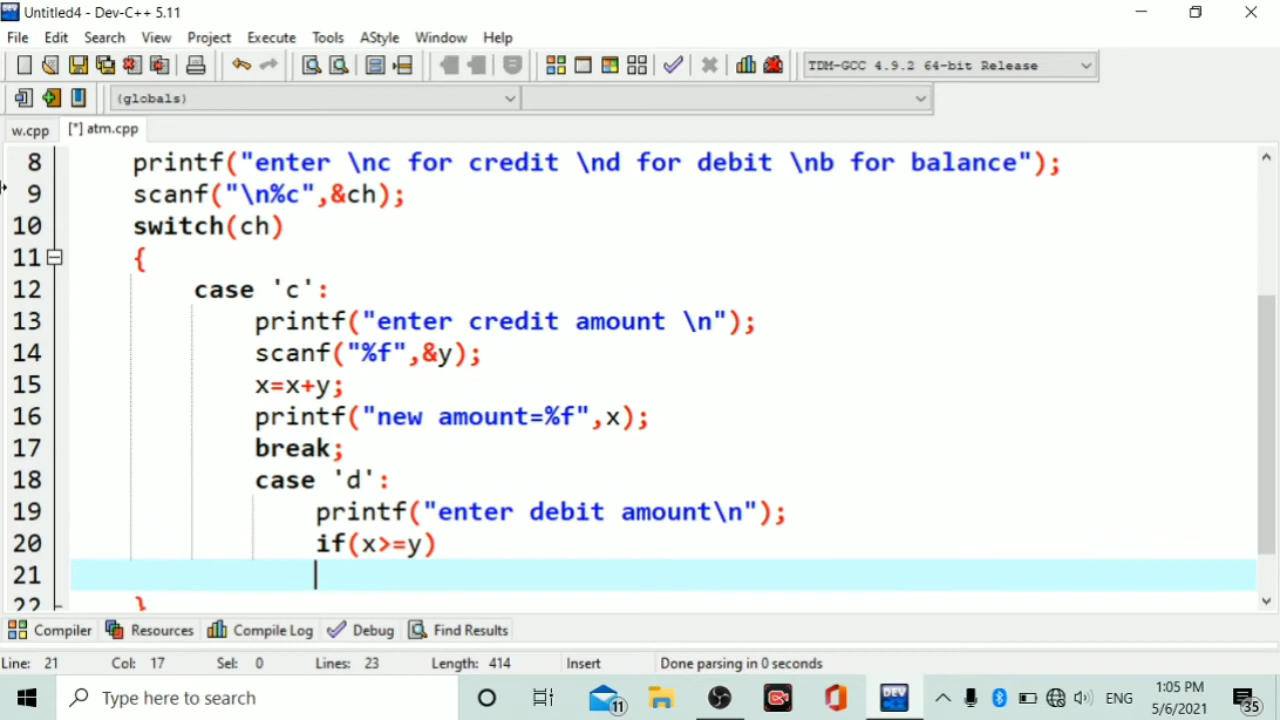 Untitled4 - Dev-C++ 5.11
File Edit Search View Project Execute Tools AStyle Window Help
TDM-GCC 4.9.2 64-bit Release
(globals)
w.cpp [*] atm.cpp
8 printf("enter \nc for credit \nd for debit \nb for balance");
9 scanf("\n%c",&ch);
10 switch(ch)
11 {
12 case 'c':
13 printf("enter credit amount \n");
14 scanf("%f",&y);
15 x=x+y;
16 printf("new amount=%f",x);
17 break;
18 case 'd':
19 printf("enter debit amount\n");
20 if(x>=y)
21
22 }
Compiler Resources Compile Log Debug Find Results
Line: 21 Col: 17 Sel: 0 Lines: 23 Length: 414 Insert Done parsing in 0 seconds
Type here to search 11 DEV ENG 1:05 PM
5/6/2021 35